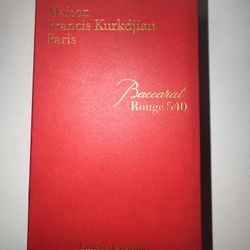 Maison
Francis Kurkdjian
Paris
Baccarat
Rouge 540